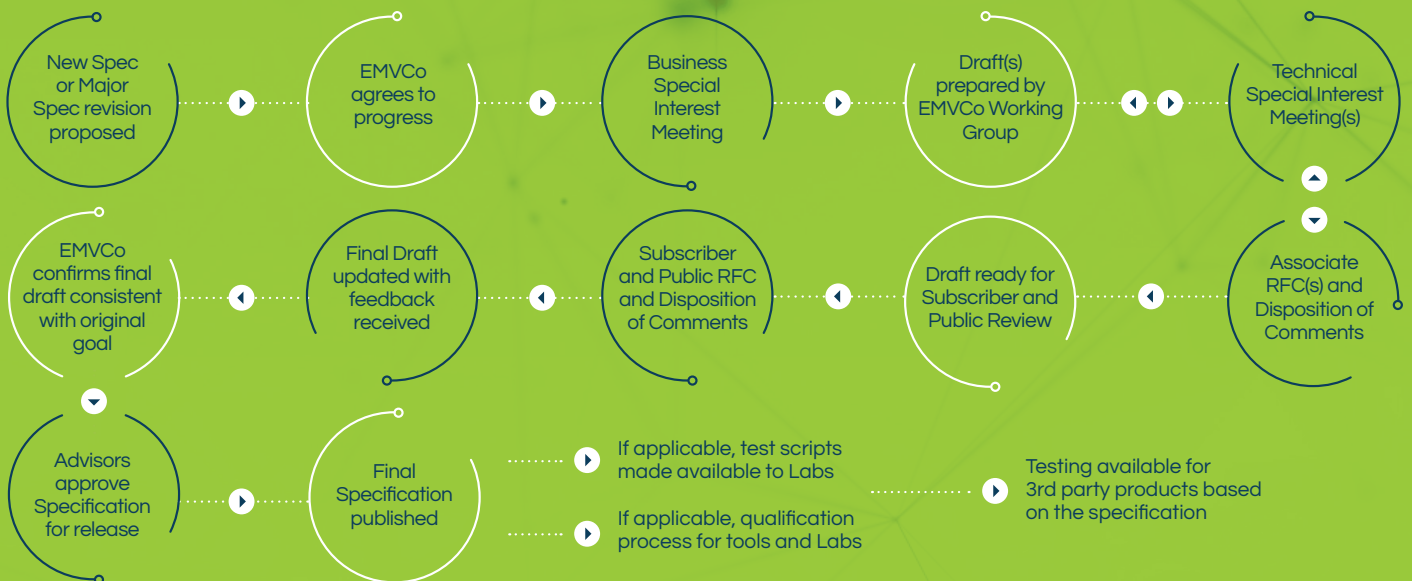 New Spec
or Major
Spec revision
proposed
EMVCo
agrees to
progress
Business
Special
Interest
Meeting
Draft(s)
prepared by
EMVCo Working
Group
Technical
Special Interest
Meeting(s)
Associate
RFC(s) and
Disposition of
Comments
Draft ready for
Subscriber and
Public Review
Subscriber
and Public RFC
and Disposition
of Comments
Final Draft
updated with
feedback
received
EMVCo
confirms final
draft consistent
with original
goal
Advisors
approve
Specification
for release
Final
Specification
published
If applicable, test scripts
made available to Labs
If applicable, qualification
process for tools and Labs
Testing available for
3rd party products based
on the specification